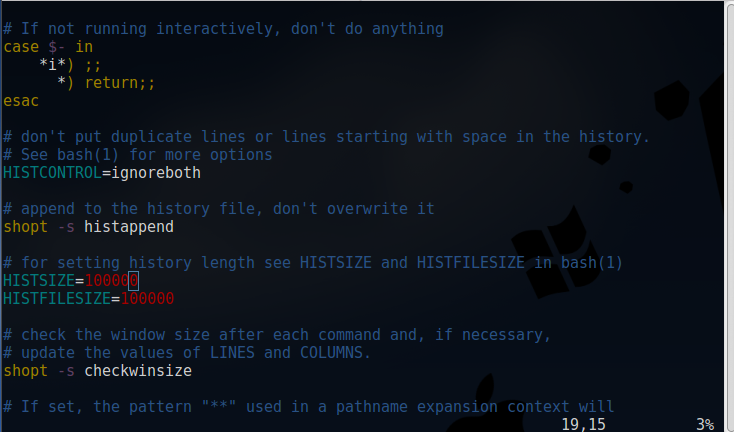 # If not running interactively, don't do anything
case $- in
    *i*) ;;
      *) return;;
esac
# don't put duplicate lines or lines starting with space in the history.
# See bash(1) for more options
HISTCONTROL=ignoreboth
# append to the history file, don't overwrite it
shopt -s histappend
# for setting history length see HISTSIZE and HISTFILESIZE in bash(1)
HISTSIZE=100000
HISTFILESIZE=100000
# check the window size after each command and, if necessary,
# update the values of LINES and COLUMNS.
shopt -s checkwinsize
# If set, the pattern "**" used in a pathname expansion context will
19,15 3%